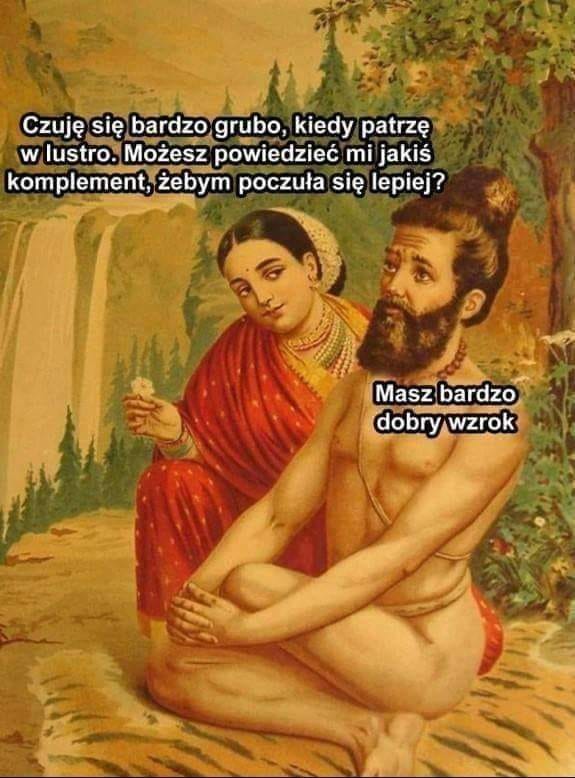 Czuję się bardzo grubo, kiedy patrzę
w lustro. Możesz powiedzieć mi jakiś
komplement, żebym poczuła się lepiej?
Masz bardzo
dobry wzrok